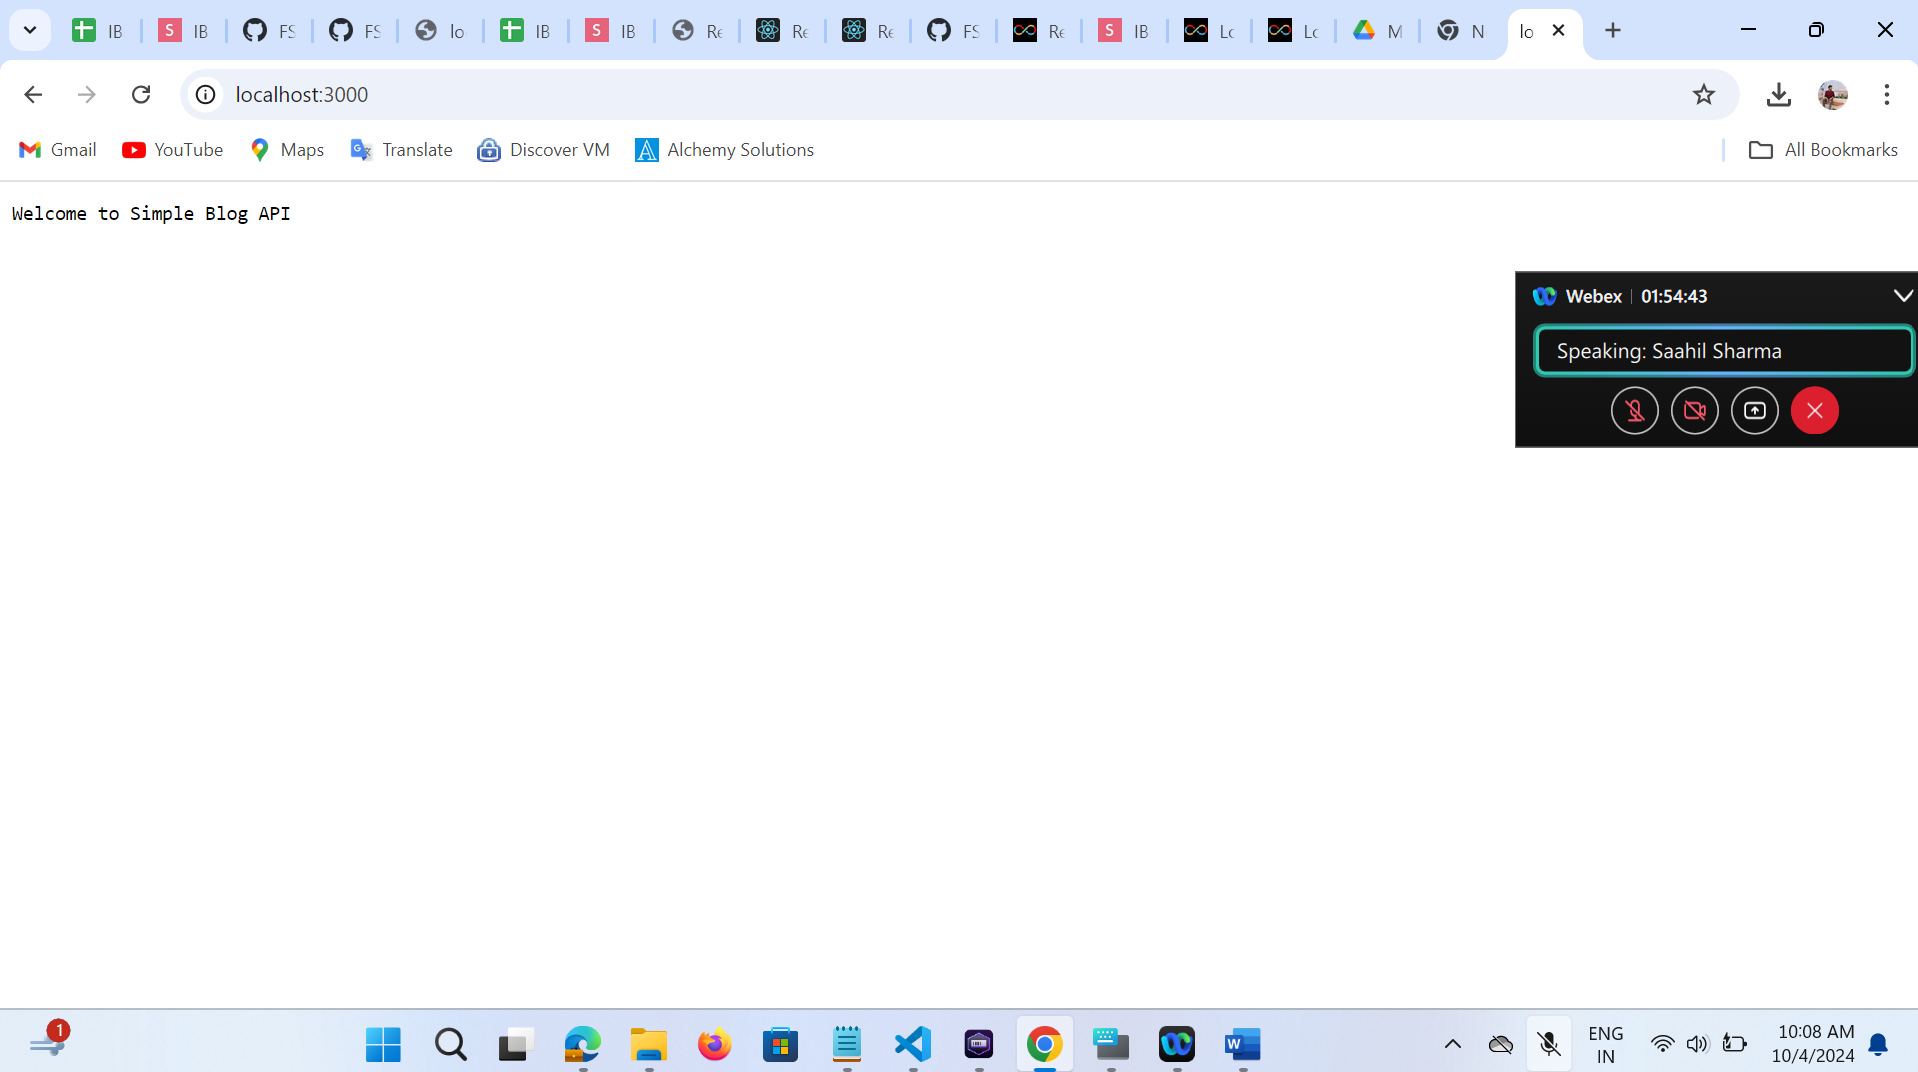 IB
IB
FS
FS
lo
IB
IB
Re
Re
Re
FS
Re
IB
Lo
Lo
M
N
lo
localhost:3000
Gmail
YouTube
Maps
Translate
Discover VM
Alchemy Solutions
All Bookmarks
Welcome to Simple Blog API
Webex | 01:54:43
Speaking: Saahil Sharma
1
ENG
IN
10:08 AM
10/4/2024